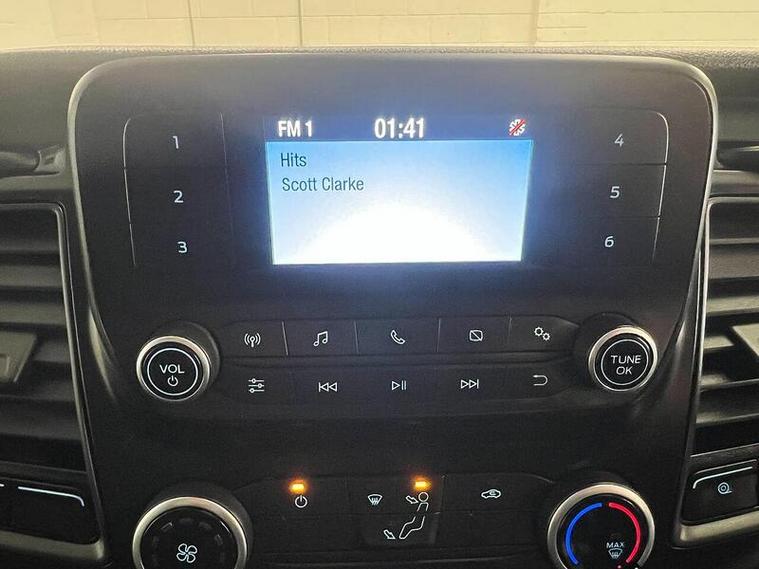 FM 1 01:41
Hits
Scott Clarke
1
2
3
4
5
6
VOL
TUNE
OK
MAX